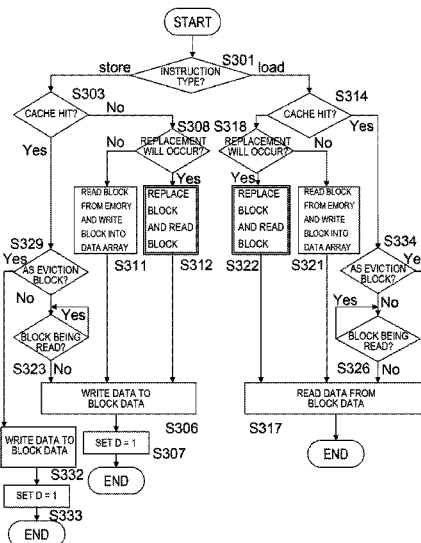 START
S301
store
INSTRUCTION
TYPE?
load
S303
S314
CACHE HIT?
No
CACHE HIT?
S308
S318
Yes
No
REPLACEMENT
WILL OCCUR?
REPLACEMENT
WILL OCCUR?
No
Yes
Yes
Yes
READ BLOCK
FROM EMORY
AND WRITE
BLOCK INTO
DATA ARRAY
REPLACE
BLOCK
AND READ
BLOCK
REPLACE
BLOCK
AND READ
BLOCK
READ BLOCK
FROM EMORY
AND WRITE
BLOCK INTO
DATA ARRAY
S329
S311
S312
S322
S321
S334
Yes
AS EVICTION
BLOCK?
AS EVICTION
BLOCK?
Yes
No
Yes
No
Yes
BLOCK BEING
READ?
BLOCK BEING
READ?
S323
No
S326
No
WRITE DATA TO
BLOCK DATA
READ DATA FROM
BLOCK DATA
S306
S317
WRITE DATA TO
BLOCK DATA
SET D = 1
S307
END
S332
END
SET D = 1
S333
END